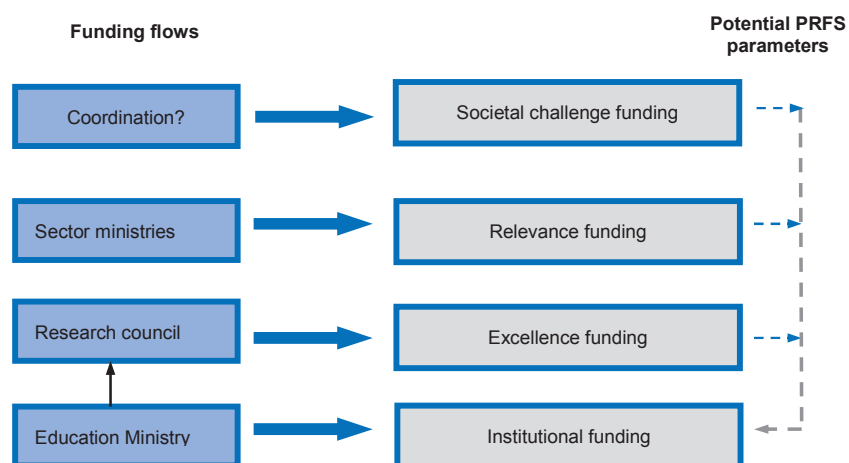 Funding flows
Potential PRFS
parameters
Coordination?
Societal challenge funding
Sector ministries
Relevance funding
Research council
Excellence funding
Education Ministry
Institutional funding